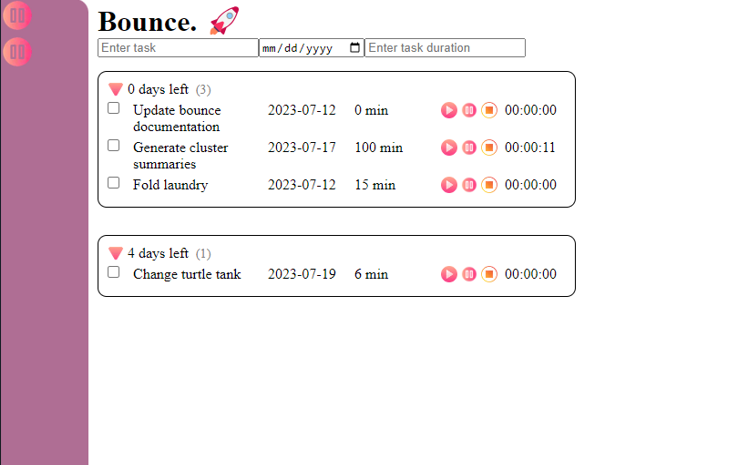 Bounce. 🚀
Enter task mm/dd/yyyy Enter task duration
0 days left (3)
Update bounce documentation 2023-07-12 0 min 00:00:00
Generate cluster summaries 2023-07-17 100 min 00:00:11
Fold laundry 2023-07-12 15 min 00:00:00
4 days left (1)
Change turtle tank 2023-07-19 6 min 00:00:00